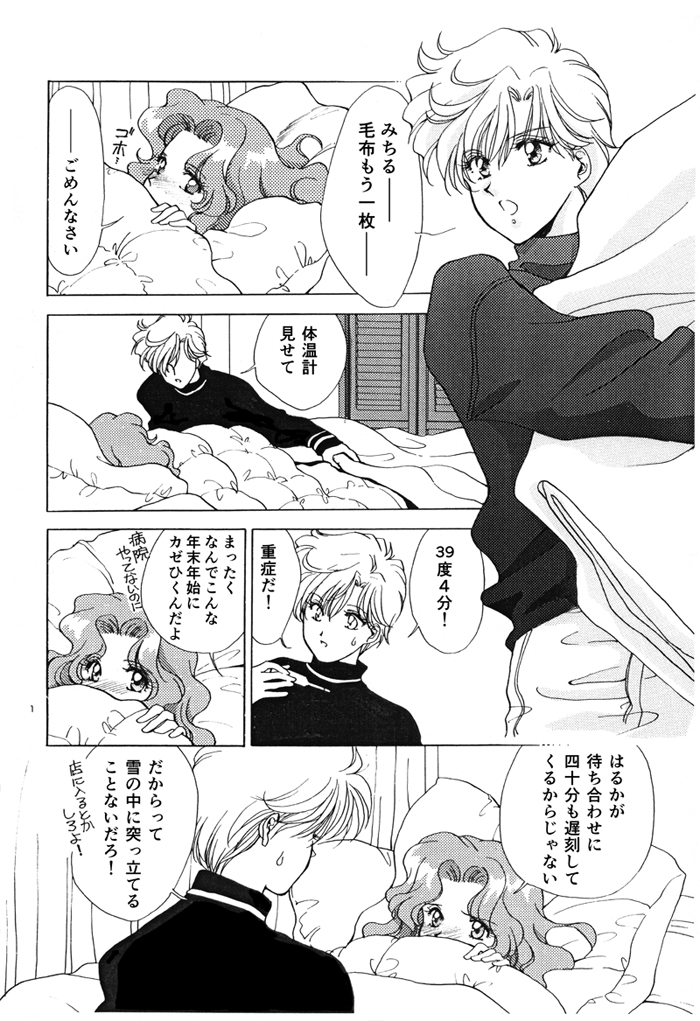 みちる――
毛布もう一枚――
ゴホ?
――ごめんなさい
体温計
見せて
39度4分!
重症だ!
まったく
なんでこんな
年末年始に
カゼひくんだよ
病院
やってないのに
はるかが
待ち合わせに
四十分も遅刻して
くるからじゃない
だからって
雪の中に突っ立てる
ことないだろ!
店に入るとか
しろよ!
1